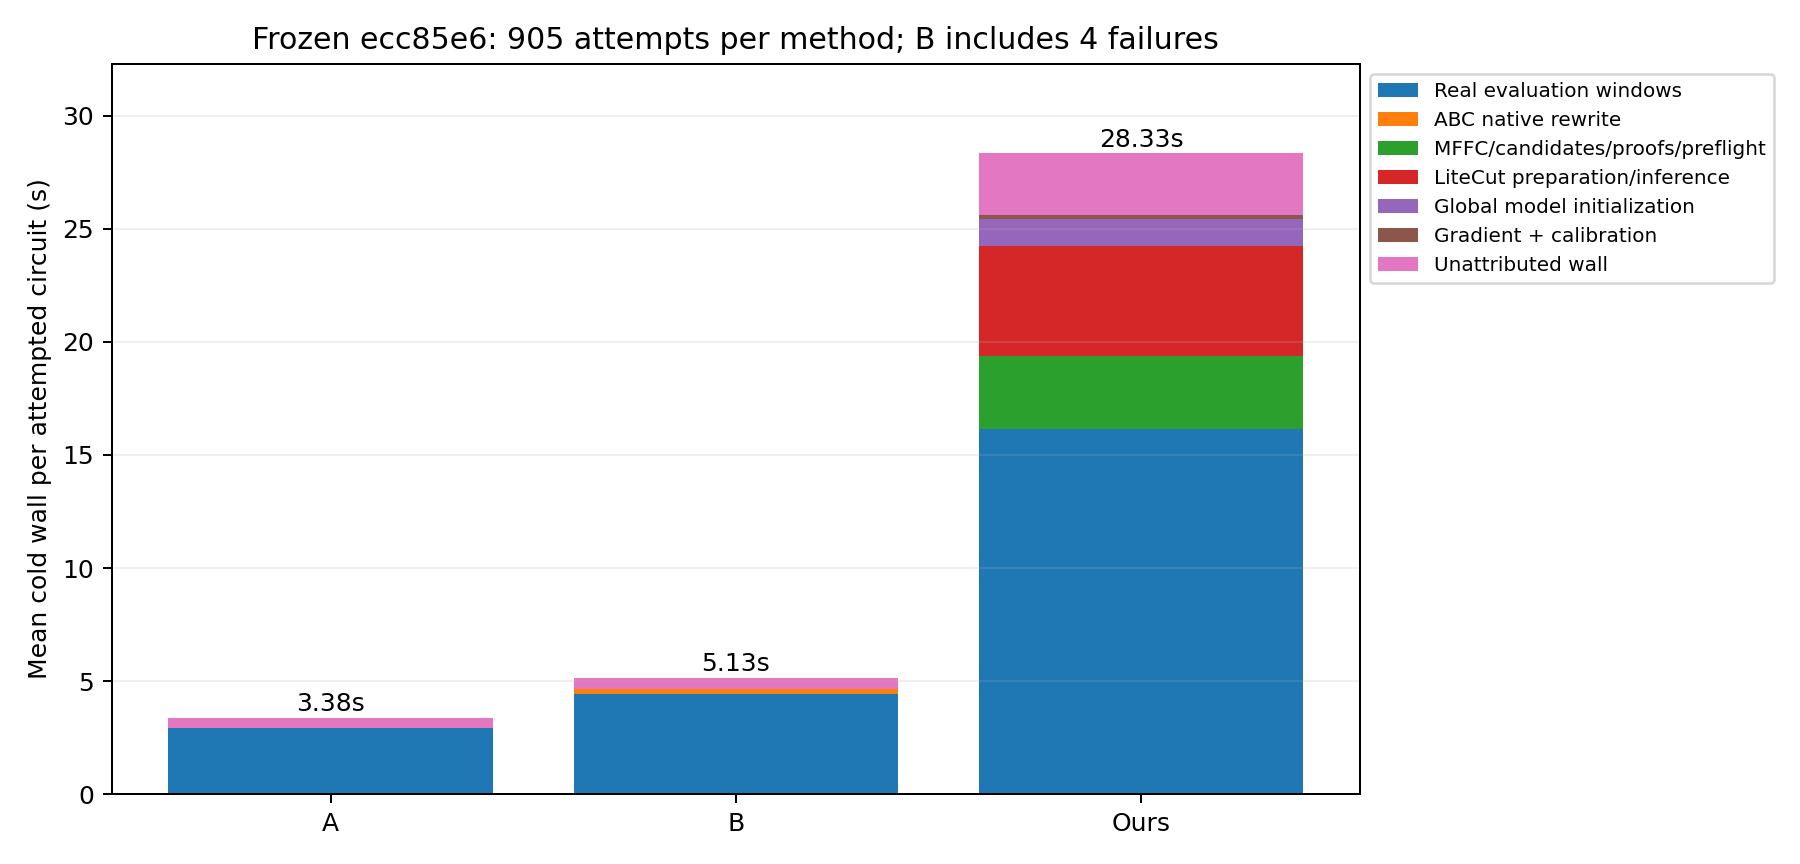 Frozen ecc85e6: 905 attempts per method; B includes 4 failures
Mean cold wall per attempted circuit (s)
30
25
20
15
10
5
0
3.38s
5.13s
28.33s
A
B
Ours
Real evaluation windows
ABC native rewrite
MFFC/candidates/proofs/preflight
LiteCut preparation/inference
Global model initialization
Gradient + calibration
Unattributed wall